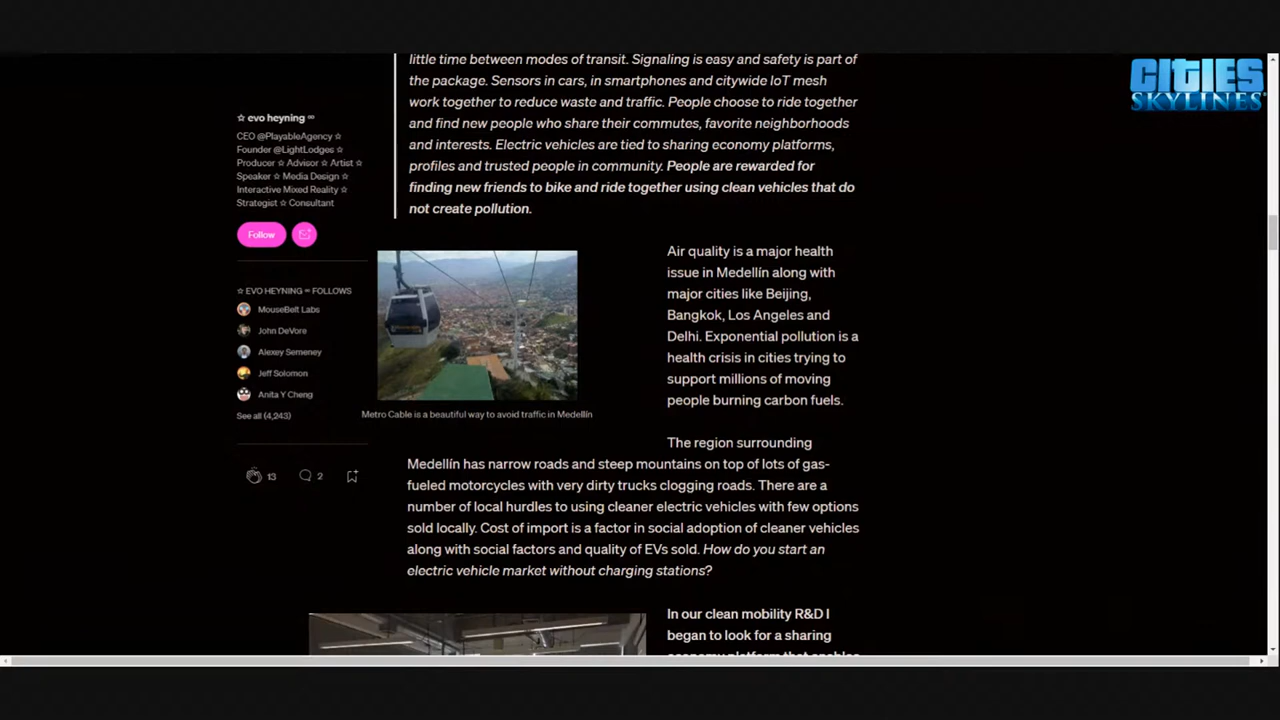 little time between modes of transit. Signaling is easy and safety is part of
the package. Sensors in cars, in smartphones and citywide IoT mesh
work together to reduce waste and traffic. People choose to ride together
and find new people who share their commutes, favorite neighborhoods
and interests. Electric vehicles are tied to sharing economy platforms,
profiles and trusted people in community. People are rewarded for
finding new friends to bike and ride together using clean vehicles that do
not create pollution.
CITIES
SKYLINES
☆ evo heyning ∞
CEO @PlayableAgency ☆
Founder @LightLodges ☆
Producer ☆ Advisor ☆ Artist ☆
Speaker ☆ Media Design ☆
Interactive Mixed Reality ☆
Strategist ☆ Consultant
Follow
☆ EVO HEYNING ∞ FOLLOWS
MouseBelt Labs
John DeVore
Alexey Semeney
Jeff Solomon
Anita Y Cheng
See all (4,243)
13
2
Metro Cable is a beautiful way to avoid traffic in Medellín
Air quality is a major health
issue in Medellín along with
major cities like Beijing,
Bangkok, Los Angeles and
Delhi. Exponential pollution is a
health crisis in cities trying to
support millions of moving
people burning carbon fuels.
The region surrounding
Medellín has narrow roads and steep mountains on top of lots of gas-
fueled motorcycles with very dirty trucks clogging roads. There are a
number of local hurdles to using cleaner electric vehicles with few options
sold locally. Cost of import is a factor in social adoption of cleaner vehicles
along with social factors and quality of EVs sold. How do you start an
electric vehicle market without charging stations?
In our clean mobility R&D I
began to look for a sharing
economy platform that enables